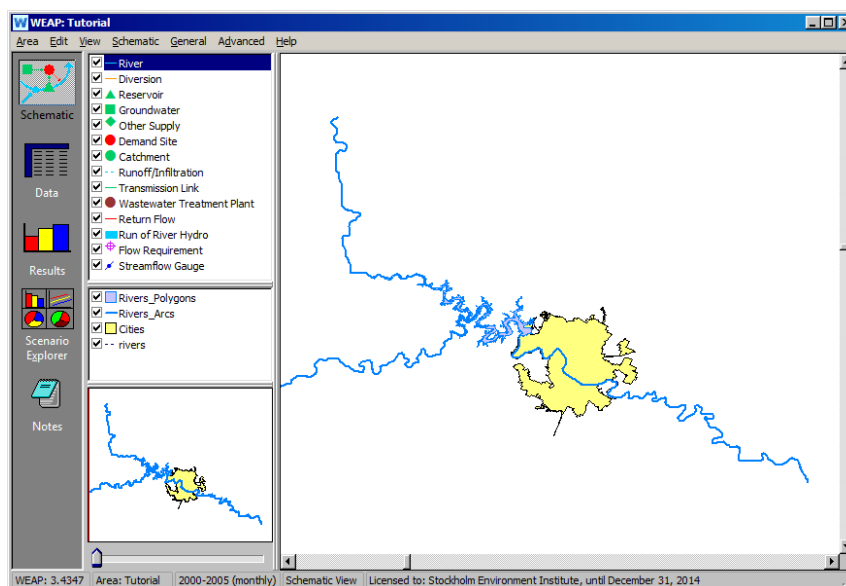 WEAP: Tutorial
Area Edit View Schematic General Advanced Help
Schematic
Data
Results
Scenario
Explorer
Notes
River
Diversion
Reservoir
Groundwater
Other Supply
Demand Site
Catchment
Runoff/Infiltration
Transmission Link
Wastewater Treatment Plant
Return Flow
Run of River Hydro
Flow Requirement
Streamflow Gauge
Rivers_Polygons
Rivers_Arcs
Cities
rivers
WEAP: 3.4347 Area: Tutorial 2000-2005 (monthly) Schematic View Licensed to: Stockholm Environment Institute, until December 31, 2014